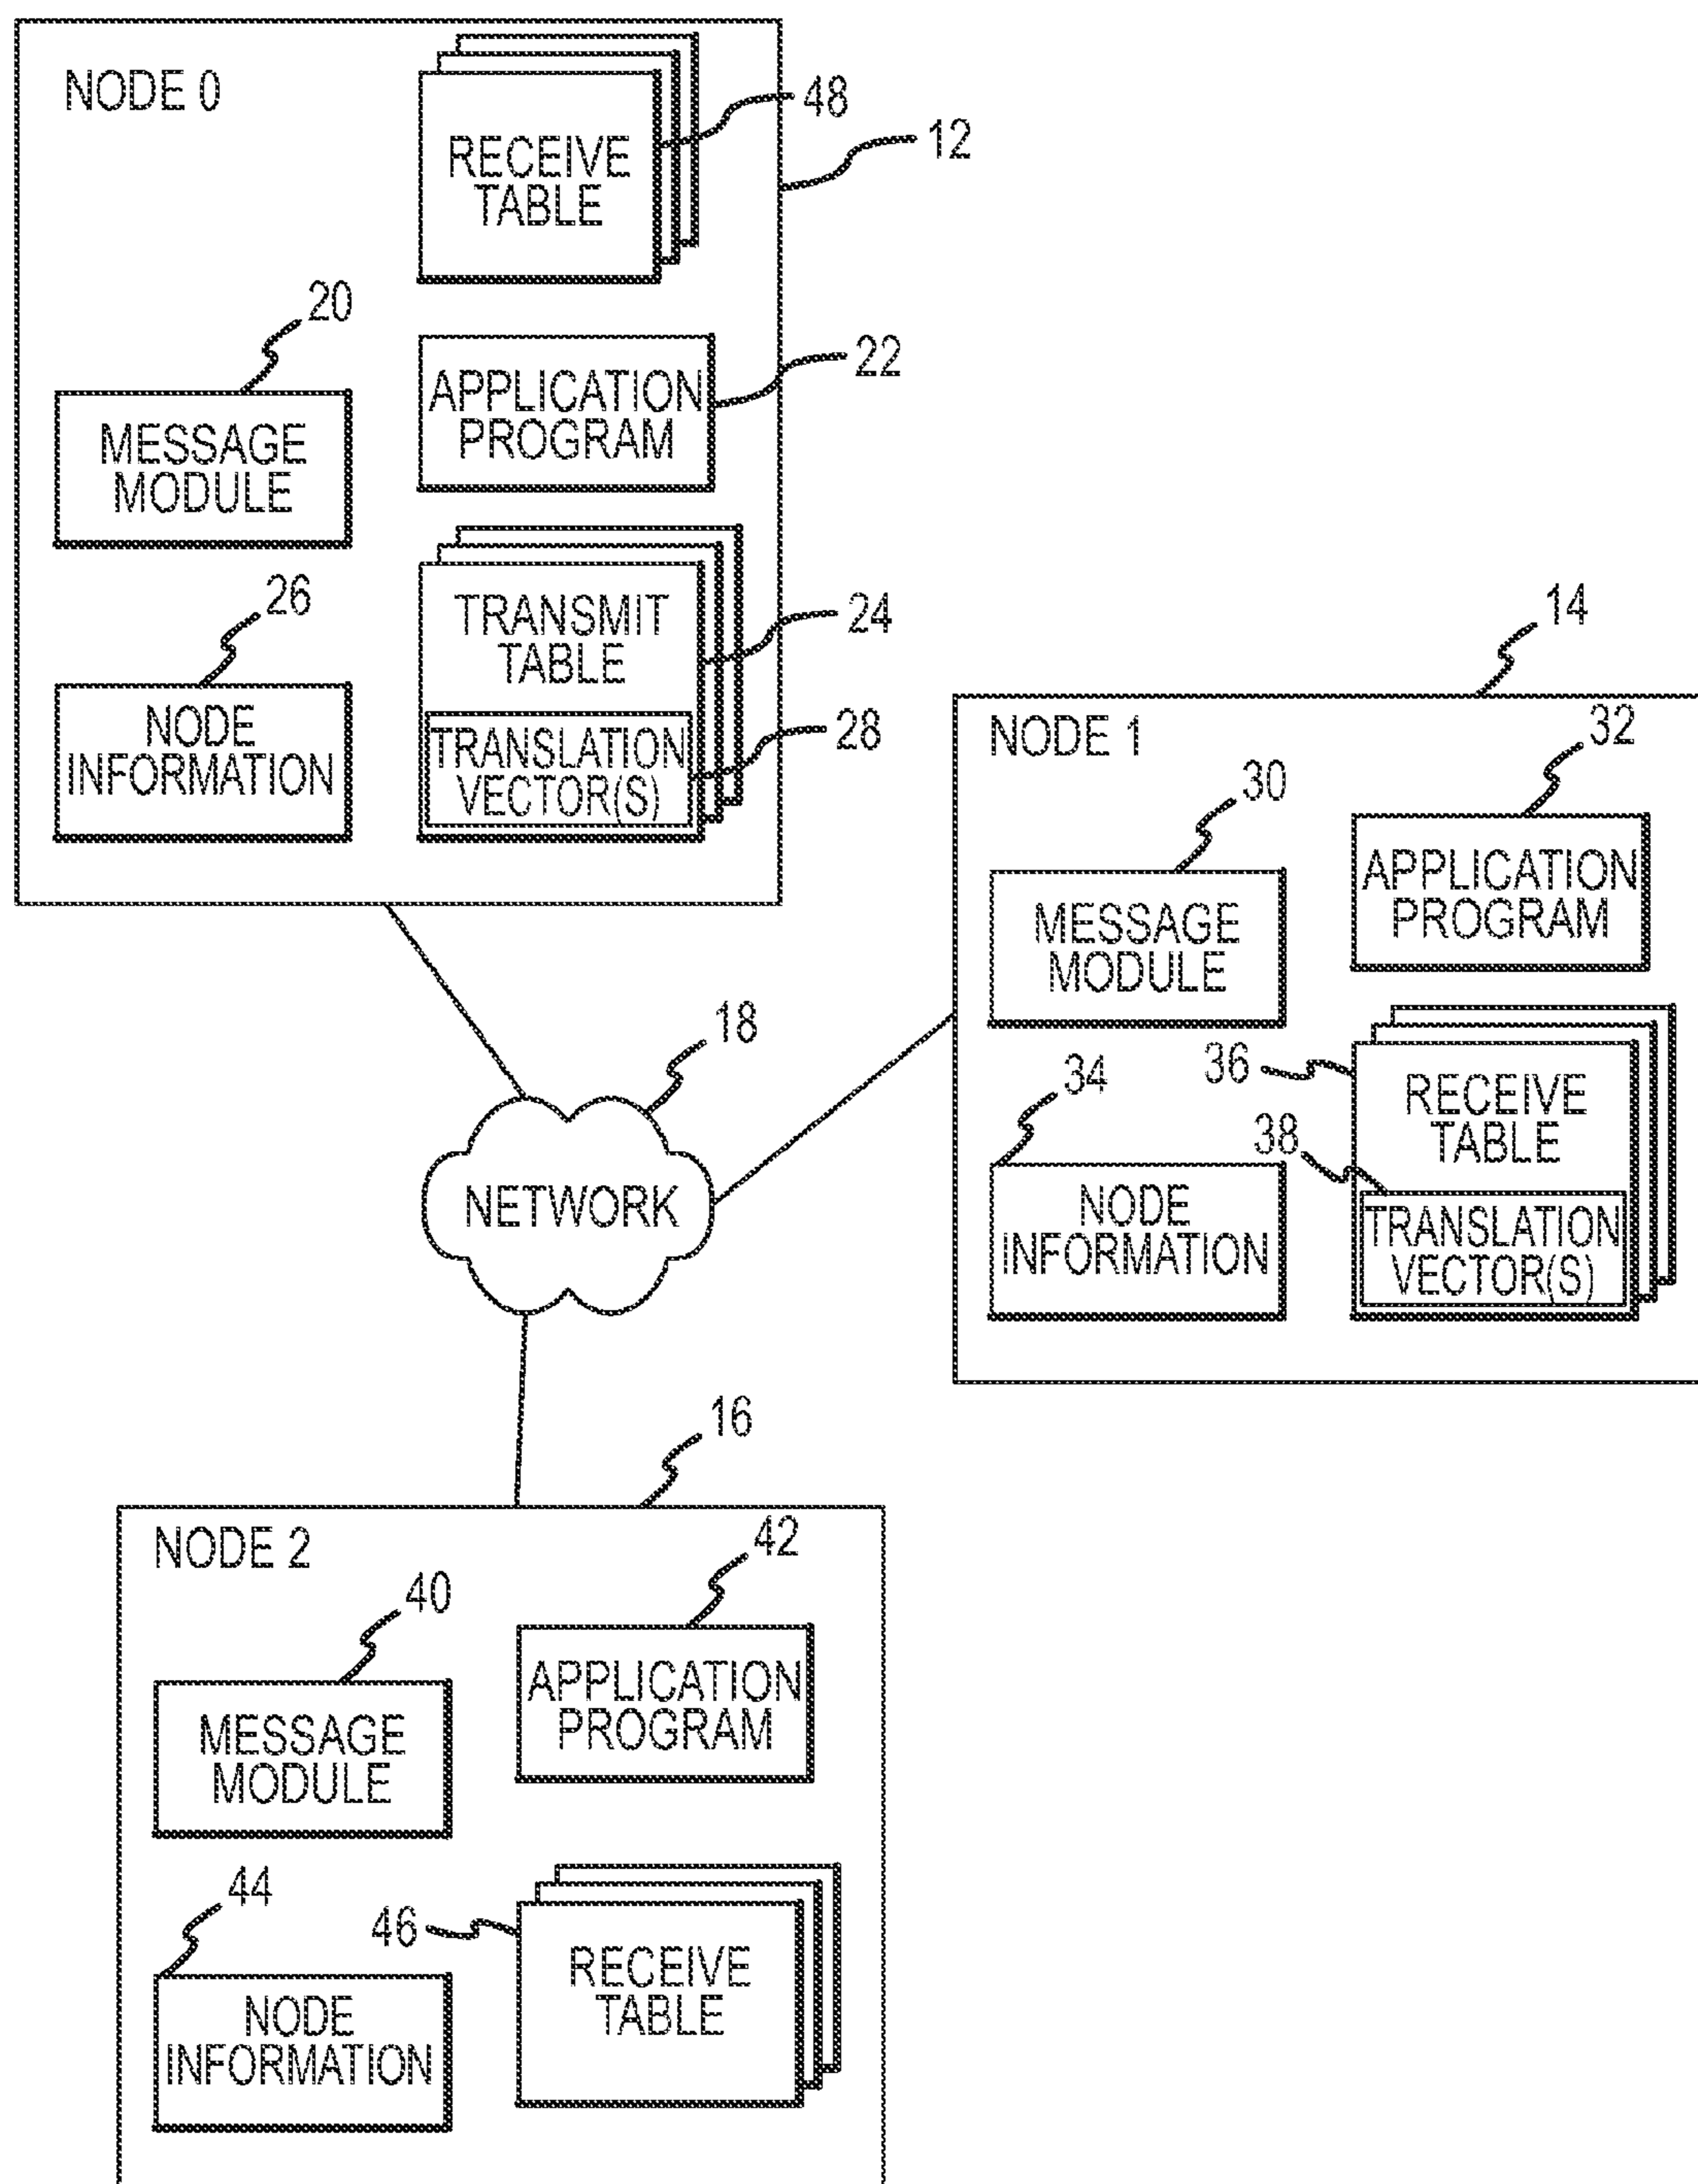 NODE 0
48
RECEIVE
TABLE
12
20
22
APPLICATION
PROGRAM
MESSAGE
MODULE
26
24
TRANSMIT
TABLE
28
TRANSLATION
VECTOR(S)
NODE
INFORMATION
14
NODE 1
32
30
APPLICATION
PROGRAM
MESSAGE
MODULE
34
36
RECEIVE
TABLE
38
TRANSLATION
VECTOR(S)
NODE
INFORMATION
18
NETWORK
16
NODE 2
42
40
APPLICATION
PROGRAM
MESSAGE
MODULE
44
46
RECEIVE
TABLE
NODE
INFORMATION